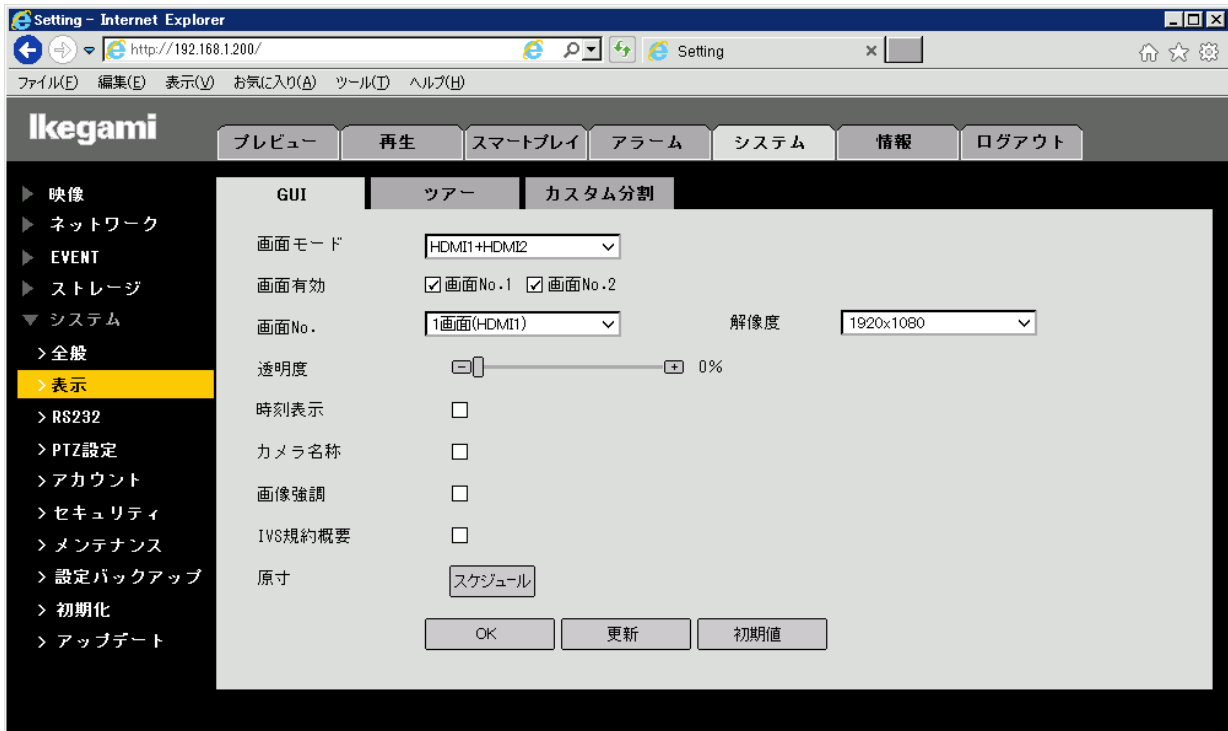 Setting - Internet Explorer
http://192.168.1.200/ Setting
ファイル(F) 編集(E) 表示(V) お気に入り(A) ツール(T) ヘルプ(H)
Ikegami
プレビュー 再生 スマートプレイ アラーム システム 情報 ログアウト
映像
ネットワーク
EVENT
ストレージ
システム
>全般
>表示
>RS232
>PTZ設定
>アカウント
>セキュリティ
>メンテナンス
>設定バックアップ
>初期化
>アップデート
GUI ツアー カスタム分割
画面モード HDMI1+HDMI2
画面有効 画面No.1 画面No.2
画面No. 1画面(HDMI1) 解像度 1920x1080
透明度 0%
時刻表示
カメラ名称
画像強調
IVS規約概要
原寸 スケジュール
OK 更新 初期値